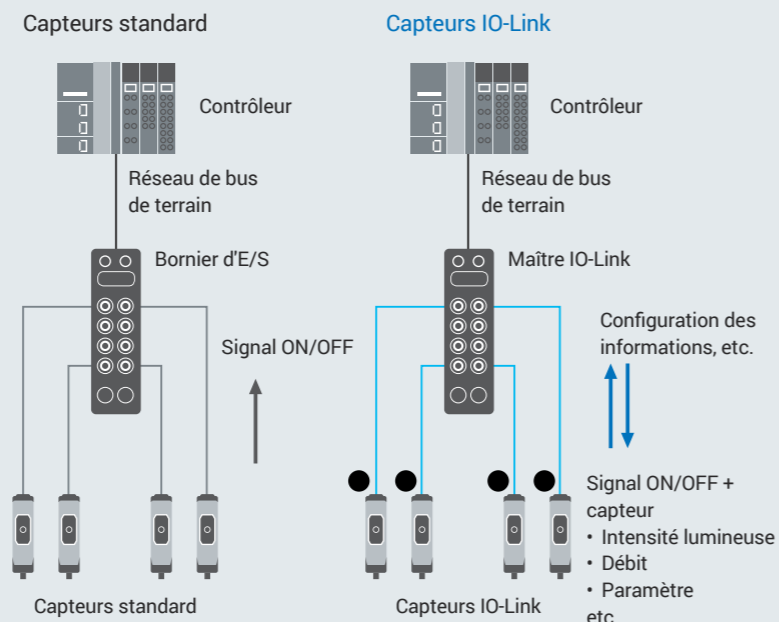 Capteurs standard
Contrôleur
Réseau de bus
de terrain
Bornier d'E/S
Signal ON/OFF
Capteurs standard
Capteurs IO-Link
Contrôleur
Réseau de bus
de terrain
Maître IO-Link
Configuration des
informations, etc.
Signal ON/OFF +
capteur
• Intensité lumineuse
• Débit
• Paramètre
etc
Capteurs IO-Link